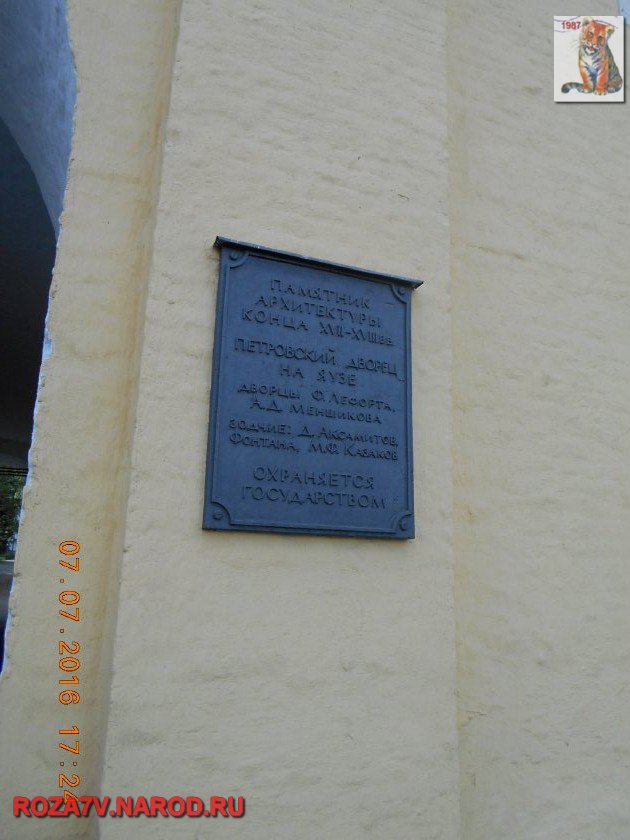 1987
ПАМЯТНИК
АРХИТЕКТУРЫ
КОНЦА XVII-XVIII вв.
ПЕТРОВСКИЙ ДВОРЕЦ
НА ЯУЗЕ
ДВОРЦЫ Ф. ЛЕФОРТА,
А.Д. МЕНШИКОВА
ЗОДЧИЕ: Д. АКСАМИТОВ,
ФОНТАНА, М.Ф. КАЗАКОВ
ОХРАНЯЕТСЯ
ГОСУДАРСТВОМ
07.07.2016 17:24
ROZA7V.NAROD.RU